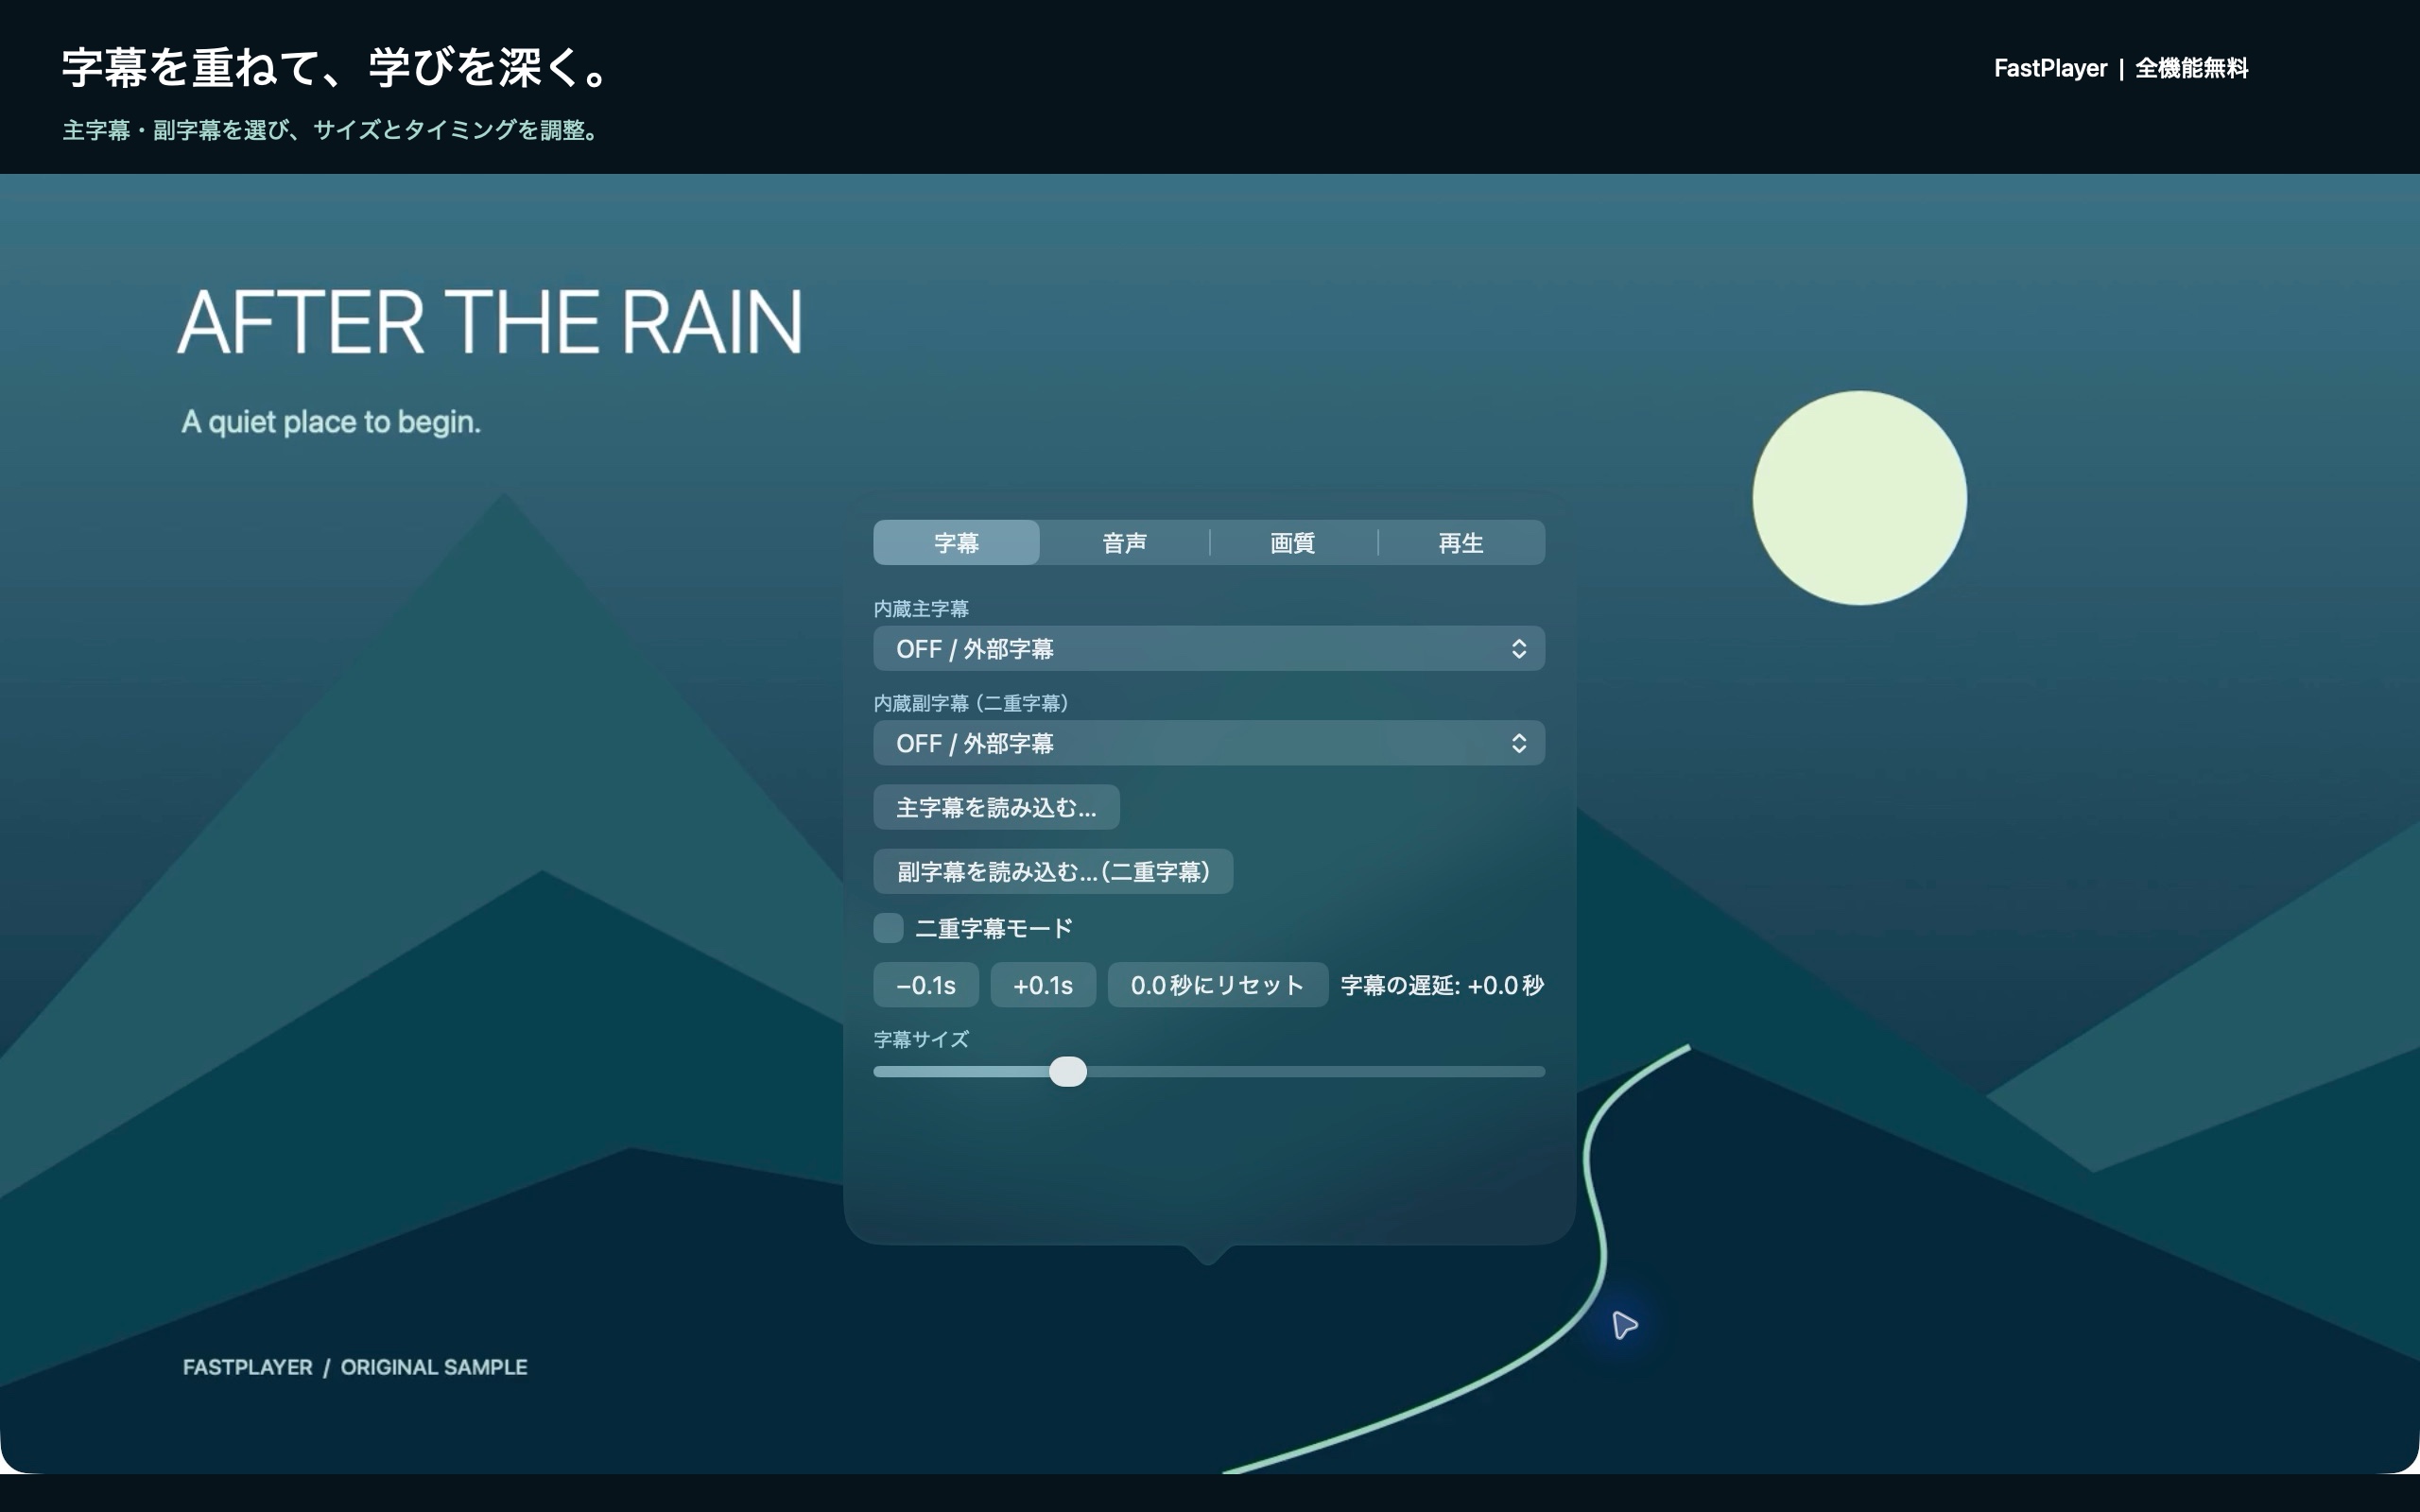 字幕を重ねて、学びを深く。
FastPlayer | 全機能無料
主字幕・副字幕を選び、サイズとタイミングを調整。
AFTER THE RAIN
A quiet place to begin.
字幕 音声 画質 再生
内蔵主字幕
OFF / 外部字幕
内蔵副字幕 (二重字幕)
OFF / 外部字幕
主字幕を読み込む...
副字幕を読み込む... (二重字幕)
二重字幕モード
−0.1s +0.1s 0.0 秒にリセット 字幕の遅延: +0.0 秒
字幕サイズ
FASTPLAYER / ORIGINAL SAMPLE